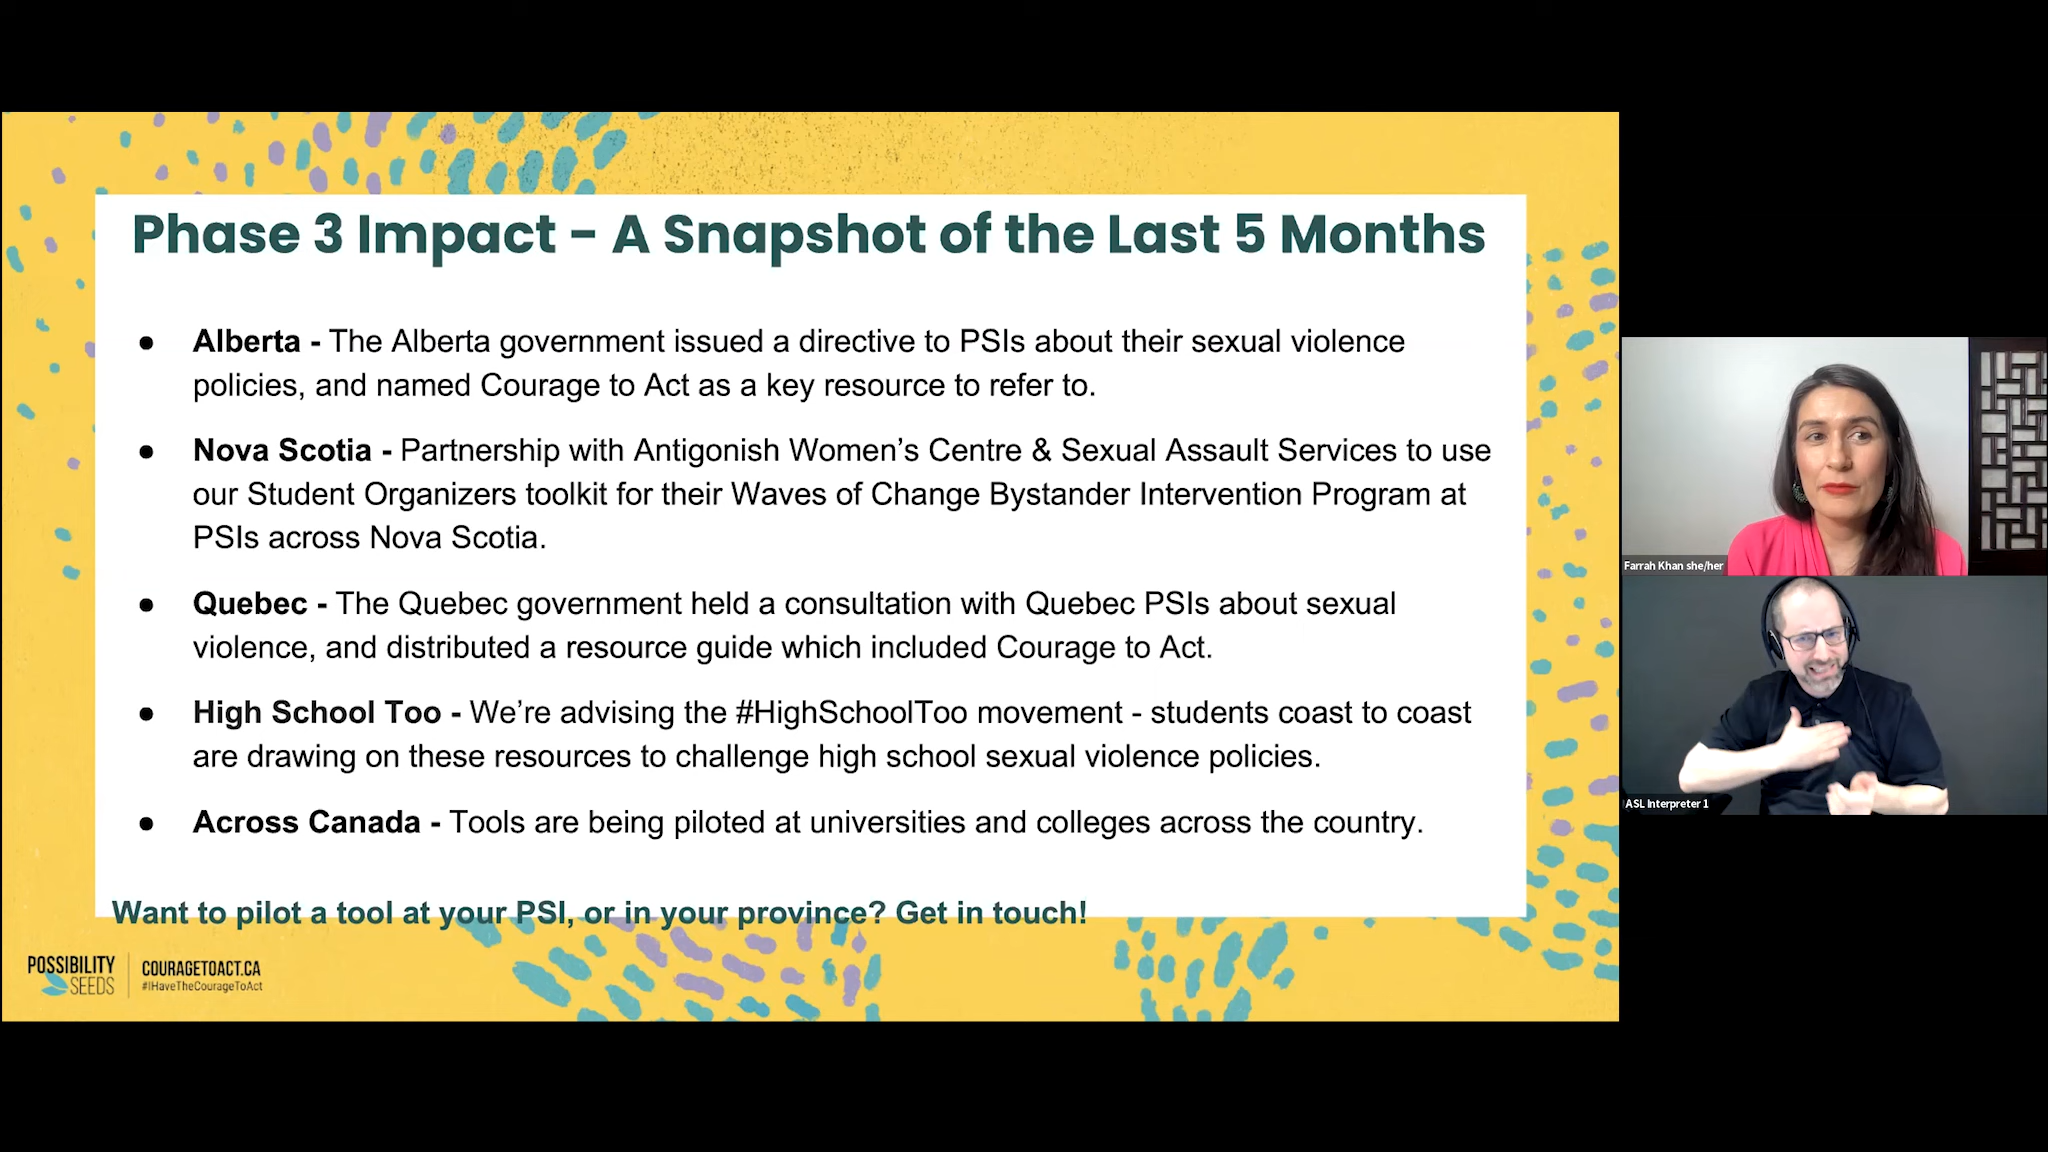 Phase 3 Impact - A Snapshot of the Last 5 Months
● Alberta - The Alberta government issued a directive to PSIs about their sexual violence
policies, and named Courage to Act as a key resource to refer to.
● Nova Scotia - Partnership with Antigonish Women’s Centre & Sexual Assault Services to use
our Student Organizers toolkit for their Waves of Change Bystander Intervention Program at
PSIs across Nova Scotia.
● Quebec - The Quebec government held a consultation with Quebec PSIs about sexual
violence, and distributed a resource guide which included Courage to Act.
● High School Too - We’re advising the #HighSchoolToo movement - students coast to coast
are drawing on these resources to challenge high school sexual violence policies.
● Across Canada - Tools are being piloted at universities and colleges across the country.
Want to pilot a tool at your PSI, or in your province? Get in touch!
POSSIBILITY
SEEDS
COURAGETOACT.CA
#IHaveTheCourageToAct
Farrah Khan she/her
ASL Interpreter 1